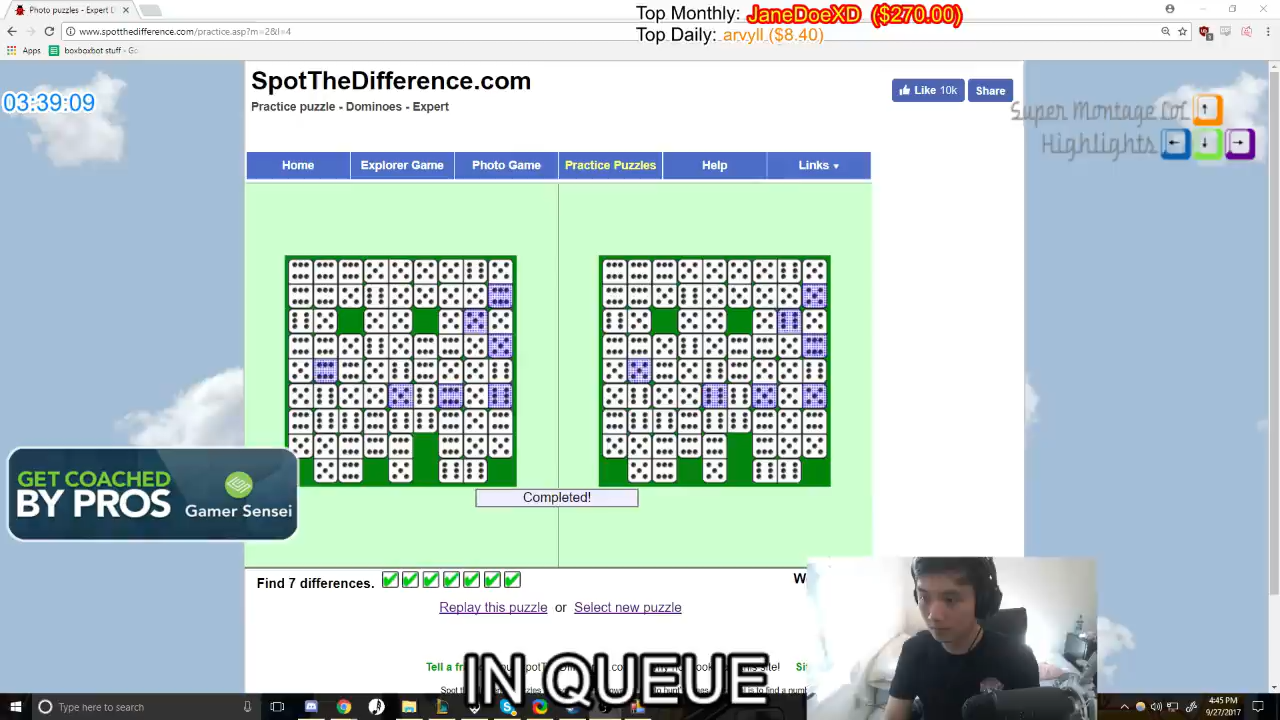 Photo puzzles - Expert D
Top Monthly: JaneDoeXD ($270.00)
Top Daily: arvyll ($8.40)
www.spotthedifference.com/practice.asp?m=2&l=4
Apps
boxboxbot stuff
03:39:09
SpotTheDifference.com
Practice puzzle - Dominoes - Expert
Like 10k
Share
Super Montage LOL
Highlights
Home
Explorer Game
Photo Game
Practice Puzzles
Help
Links
GET COACHED
BY PROS
Gamer Sensei
Completed!
Find 7 differences.
Replay this puzzle or Select new puzzle
Tell a
IN QUEUE
Type here to search
4:45 PM
9/27/2017